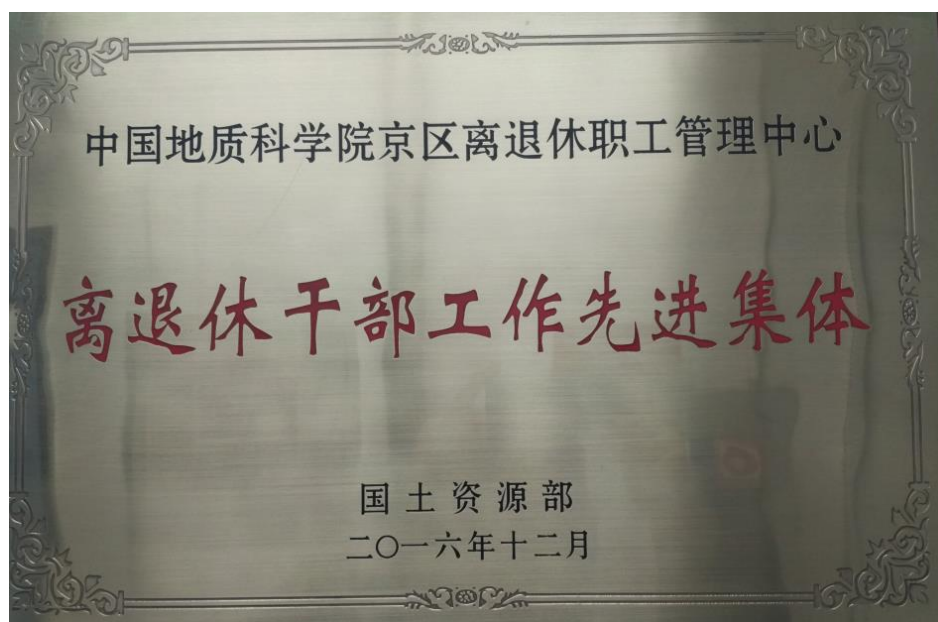 中国地质科学院京区离退休职工管理中心
离退休干部工作先进集体
国土资源部
二〇一六年十二月